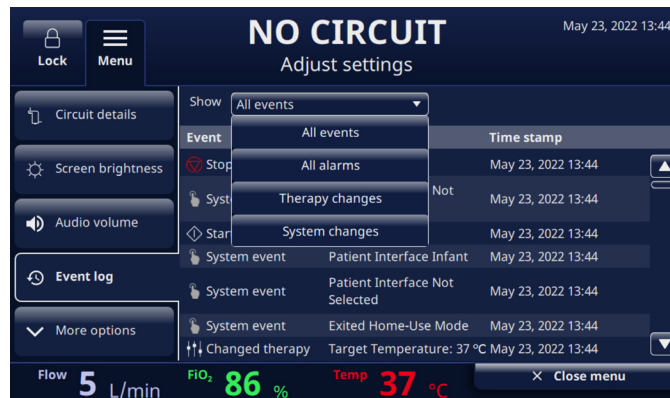 Lock
Menu
NO CIRCUIT
Adjust settings
May 23, 2022 13:44
Circuit details
Screen brightness
Audio volume
Event log
More options
Show All events
All events
All alarms
Therapy changes
System changes
Event Time stamp
Stop May 23, 2022 13:44
Syst Not May 23, 2022 13:44
Star May 23, 2022 13:44
System event Patient Interface Infant May 23, 2022 13:44
System event Patient Interface Not
Selected May 23, 2022 13:44
System event Exited Home-Use Mode May 23, 2022 13:44
Changed therapy Target Temperature: 37 °C May 23, 2022 13:44
Flow 5 L/min
FiO₂ 86 %
Temp 37 °C
× Close menu